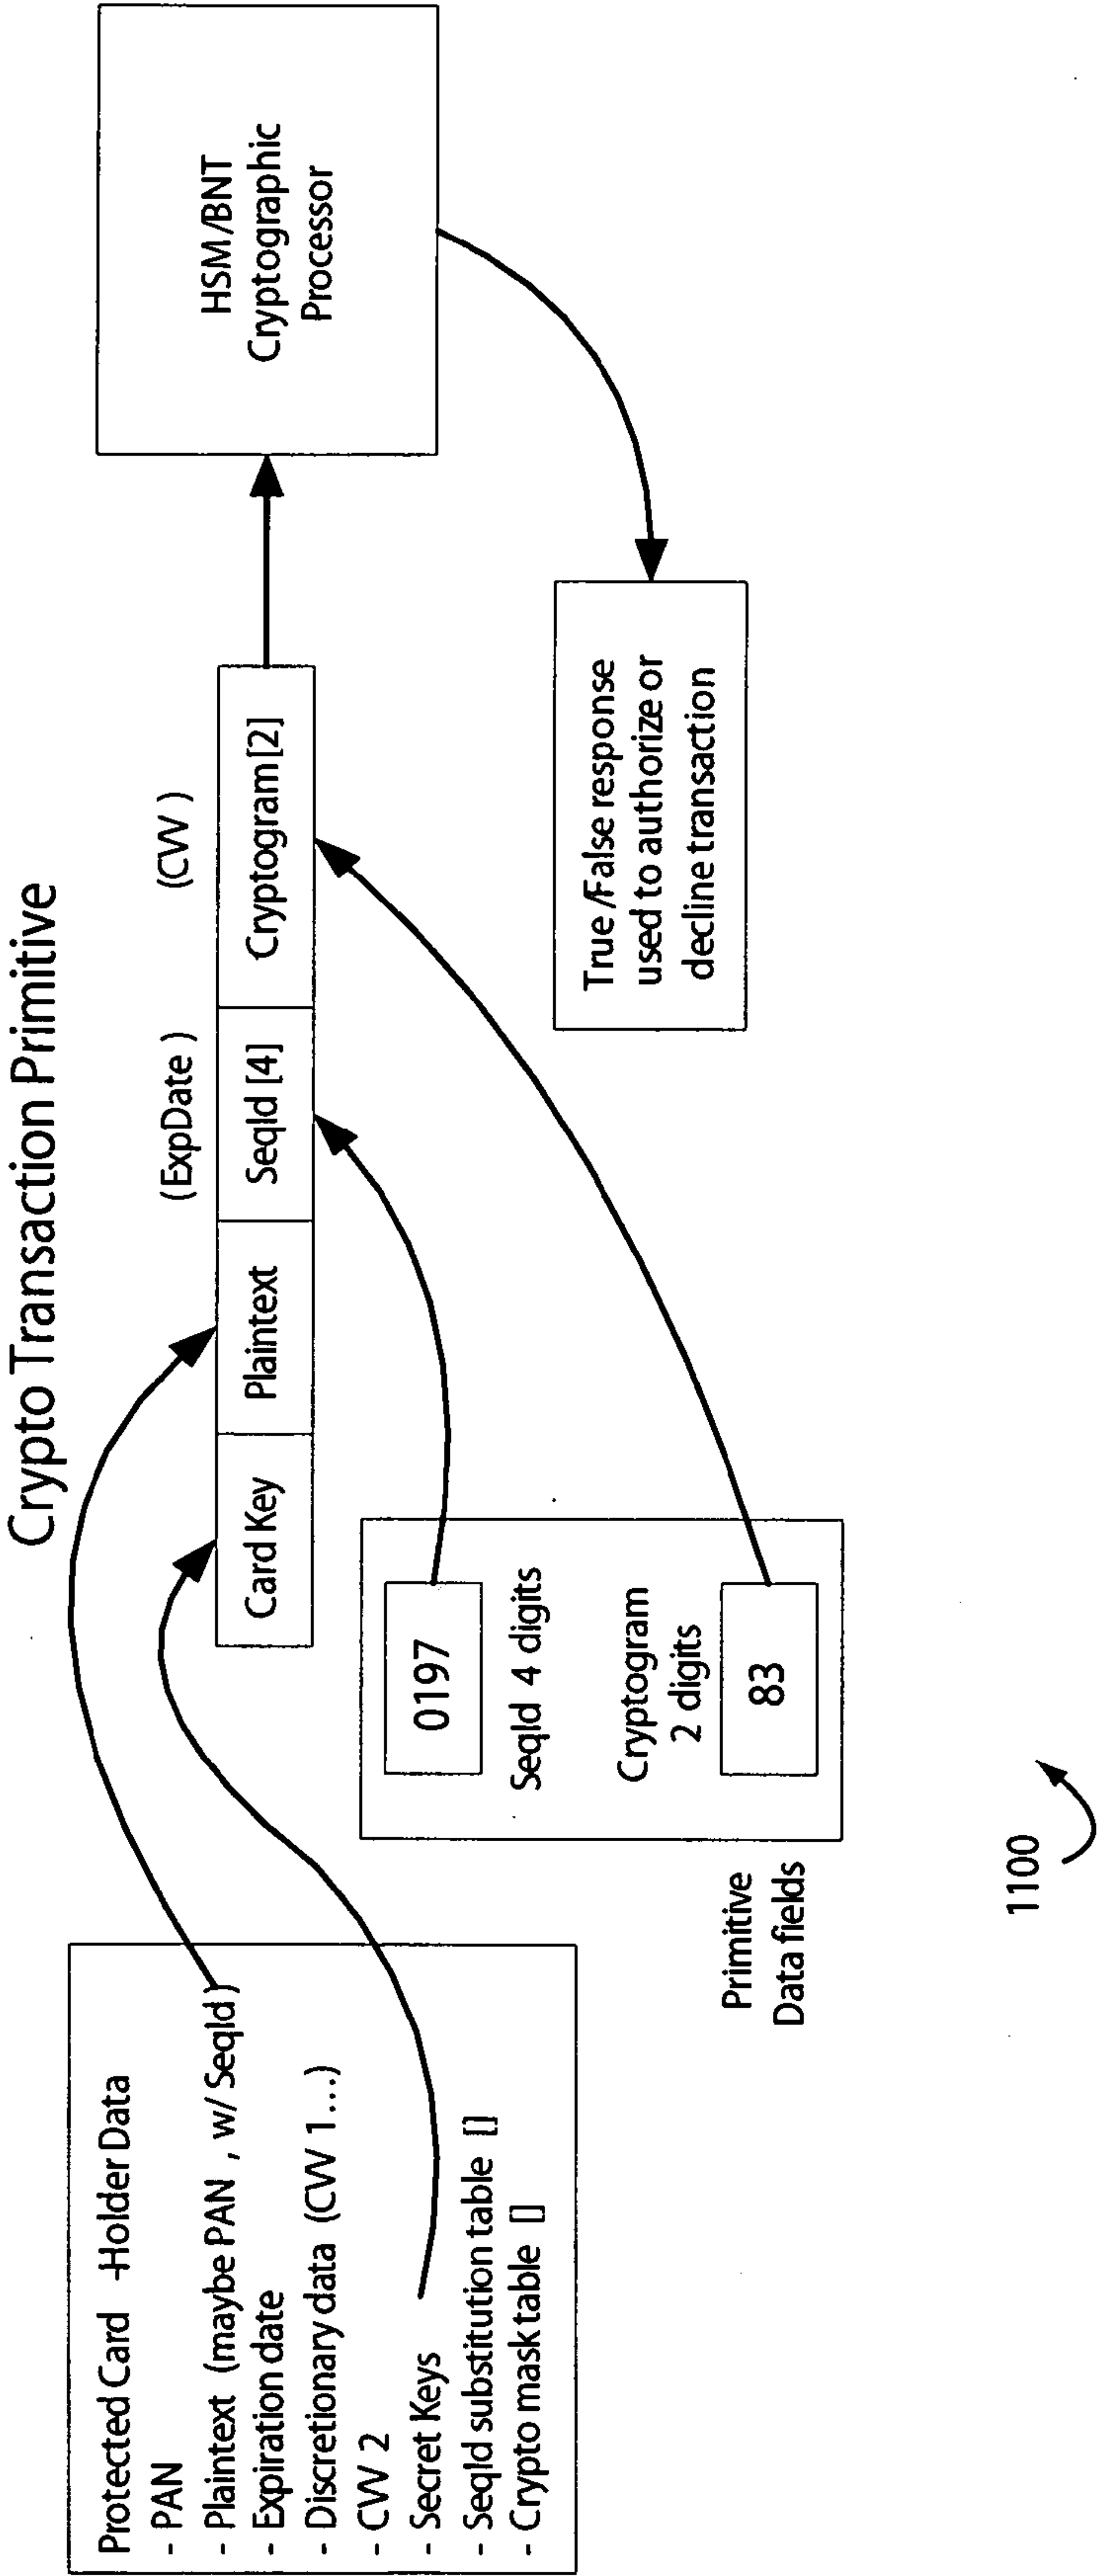 Crypto Transaction Primitive
Protected Card -Holder Data
- PAN
- Plaintext (maybe PAN , w/ SeqId)
- Expiration date
- Discretionary data (CVV 1...)
- CVV 2
- Secret Keys
- SeqId substitution table []
- Crypto mask table []
(ExpDate )
(CVV )
Card Key
Plaintext
SeqId [4]
Cryptogram[2]
HSM/BNT
Cryptographic
Processor
0197
SeqId 4 digits
Cryptogram
2 digits
83
Primitive
Data fields
True /False response
used to authorize or
decline transaction
1100